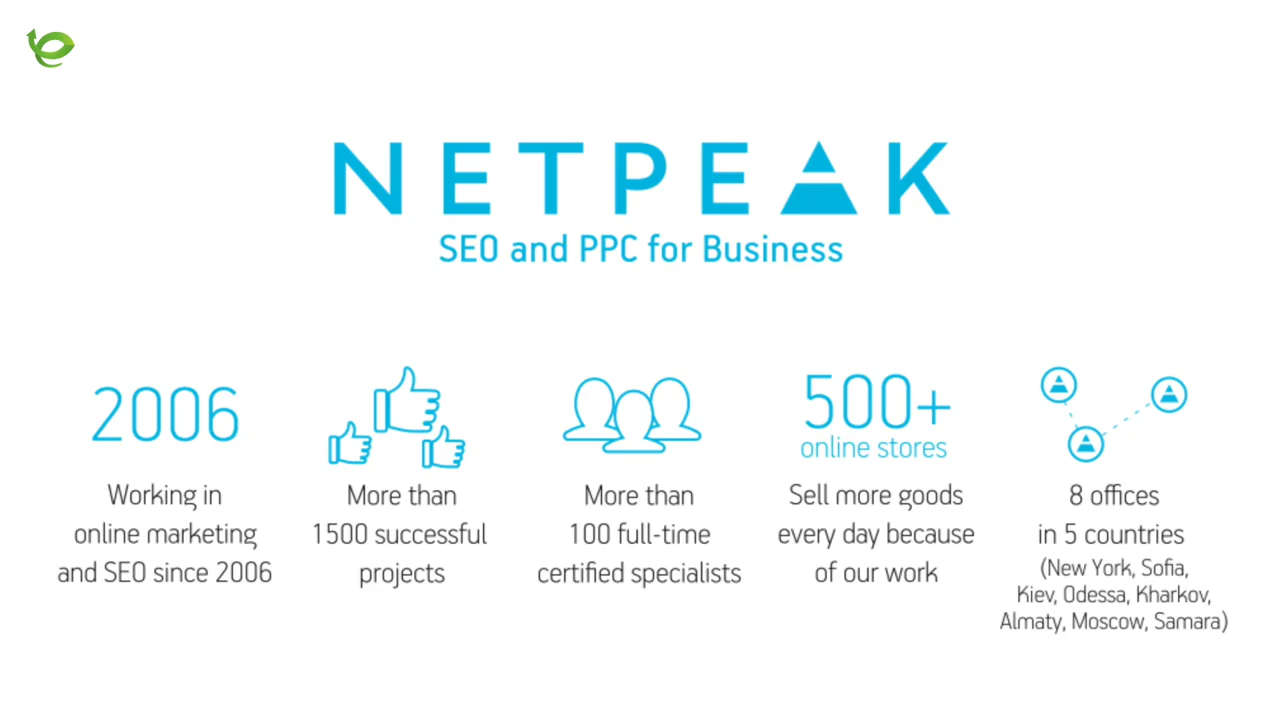 NETPEAK
SEO and PPC for Business
2006
Working in
online marketing
and SEO since 2006
More than
1500 successful
projects
More than
100 full-time
certified specialists
500+
online stores
Sell more goods
every day because
of our work
8 offices
in 5 countries
(New York, Sofia,
Kiev, Odessa, Kharkov,
Almaty, Moscow, Samara)